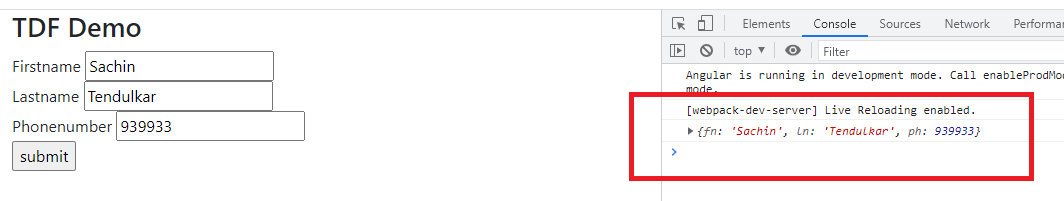 TDF Demo
Firstname Sachin
Lastname Tendulkar
Phonenumber 939933
submit
Elements Console Sources Network Performa
top ▼ Filter
Angular is running in development mode. Call enableProdMo
mode.
[webpack-dev-server] Live Reloading enabled.
▶ {fn: 'Sachin', ln: 'Tendulkar', ph: 939933}
>